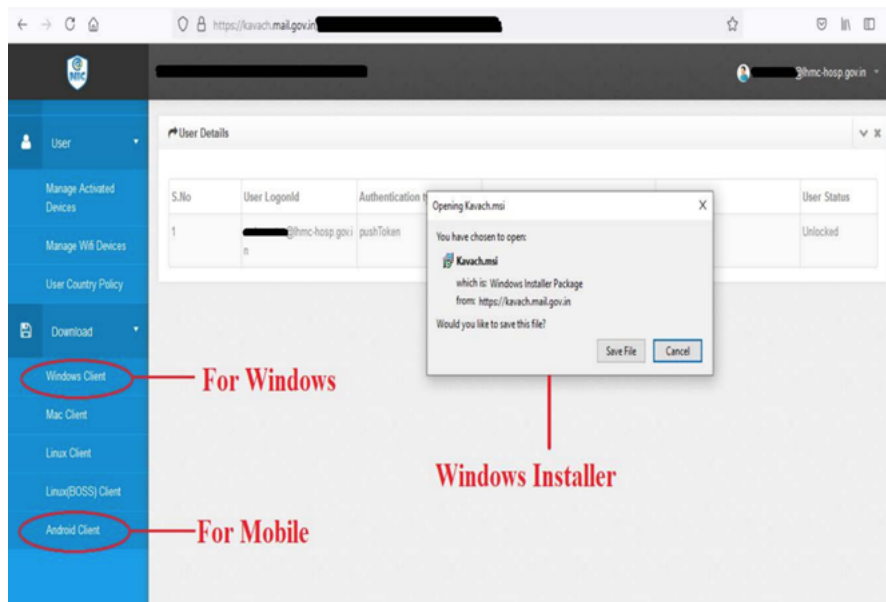 https://kavach.mail.gov.in
NIC
@lhmc-hosp.gov.in
User
User Details
Manage Activated
Devices
S.No
User LogonId
Authentication
User Status
1
@lhmc-hosp.gov.i
n
pushToken
Unlocked
Opening Kavach.msi
You have chosen to open:
Kavach.msi
which is: Windows Installer Package
from: https://kavach.mail.gov.in
Would you like to save this file?
Save File
Cancel
Manage Wifi Devices
User Country Policy
Download
Windows Client
For Windows
Mac Client
Linux Client
Windows Installer
Linux(BOSS) Client
Android Client
For Mobile